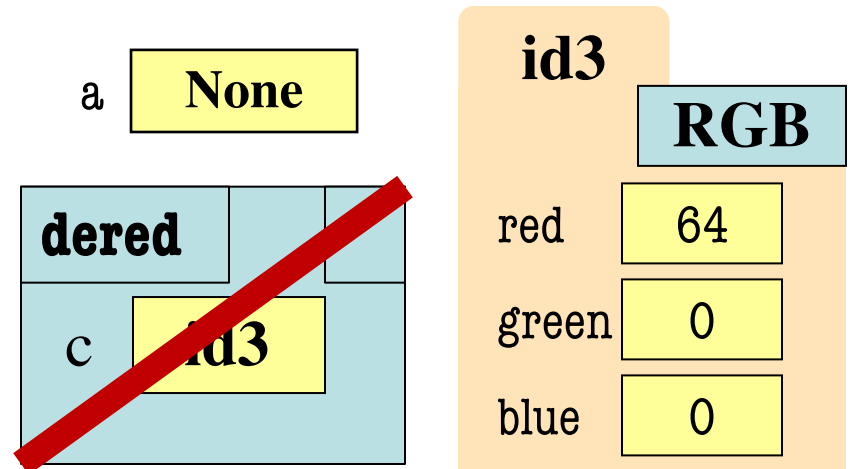 a None
dered
c id3
id3
RGB
red 64
green 0
blue 0